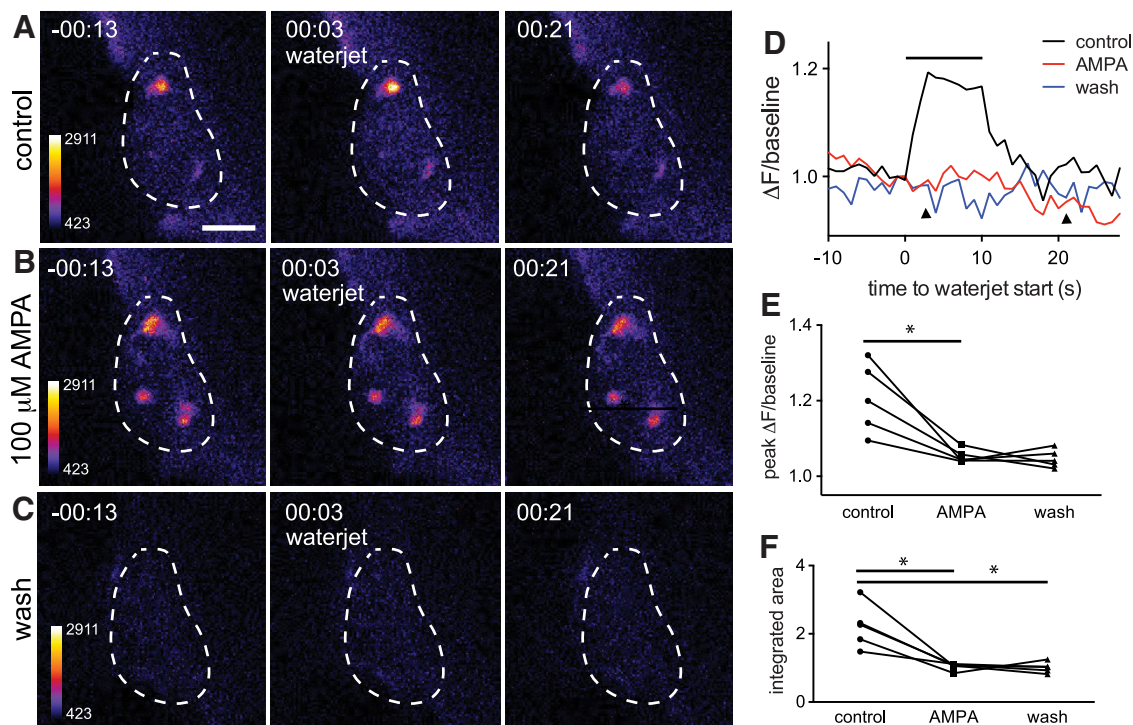 A
-00:13
00:03
waterjet
00:21
control
2911
423
B
-00:13
00:03
waterjet
00:21
100 µM AMPA
2911
423
C
-00:13
00:03
waterjet
00:21
wash
2911
423
D
control
AMPA
wash
ΔF/baseline
1.2
1.0
-10 0 10 20
time to waterjet start (s)
E
peak ΔF/baseline
1.4
1.2
1.0
*
control AMPA wash
F
integrated area
4
2
0
* *
control AMPA wash